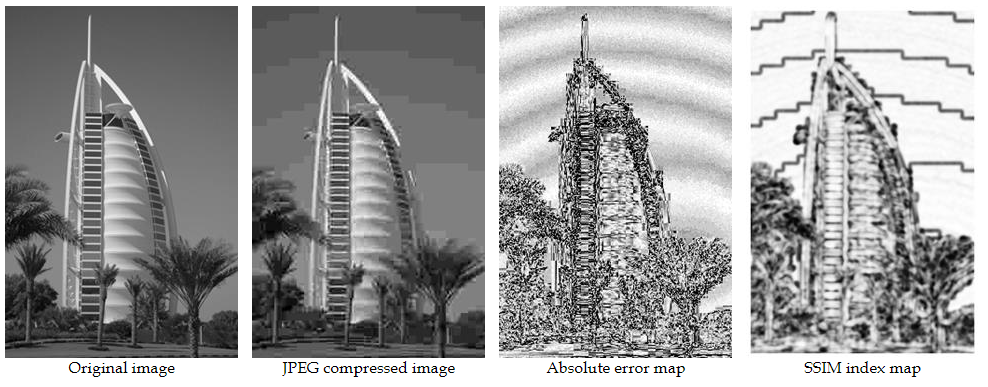 Original image
JPEG compressed image
Absolute error map
SSIM index map